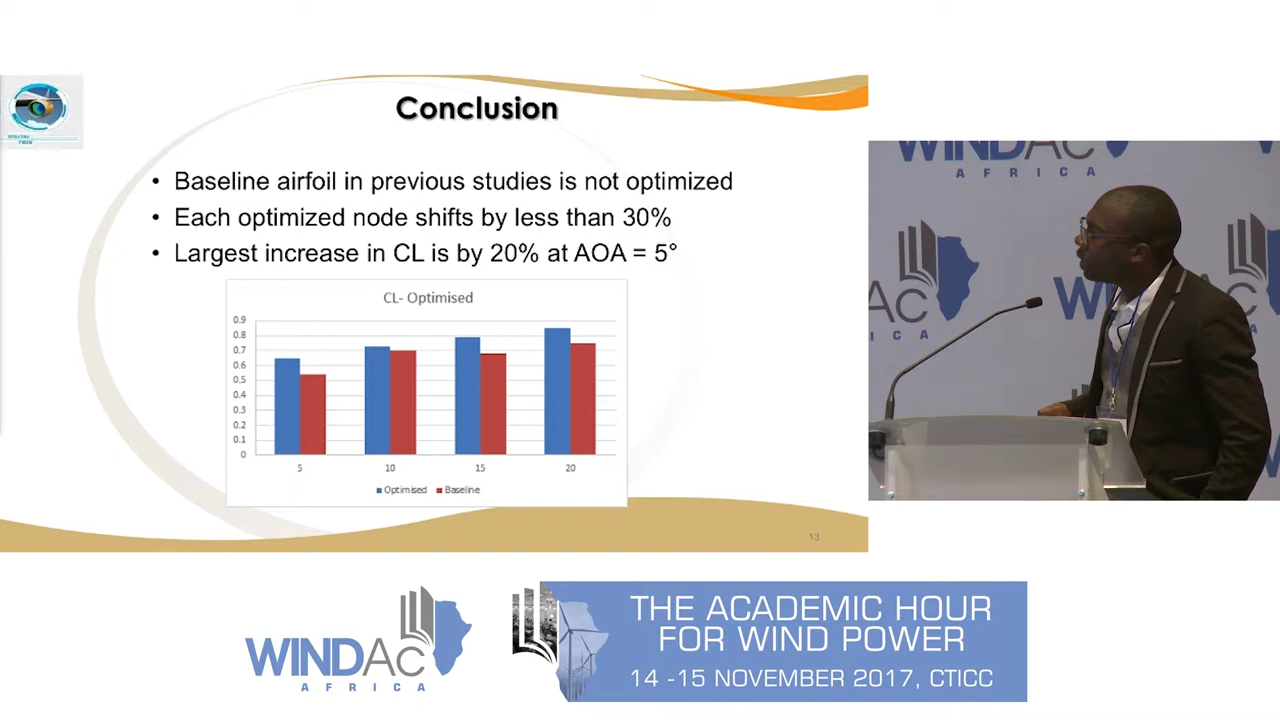 Conclusion
• Baseline airfoil in previous studies is not optimized
• Each optimized node shifts by less than 30%
• Largest increase in CL is by 20% at AOA = 5°
CL- Optimised
0.9
0.8
0.7
0.6
0.5
0.4
0.3
0.2
0.1
0
5 10 15 20
Optimised Baseline
13
WINDAC
AFRICA
WINDAC
AFRICA
THE ACADEMIC HOUR
FOR WIND POWER
14 -15 NOVEMBER 2017, CTICC